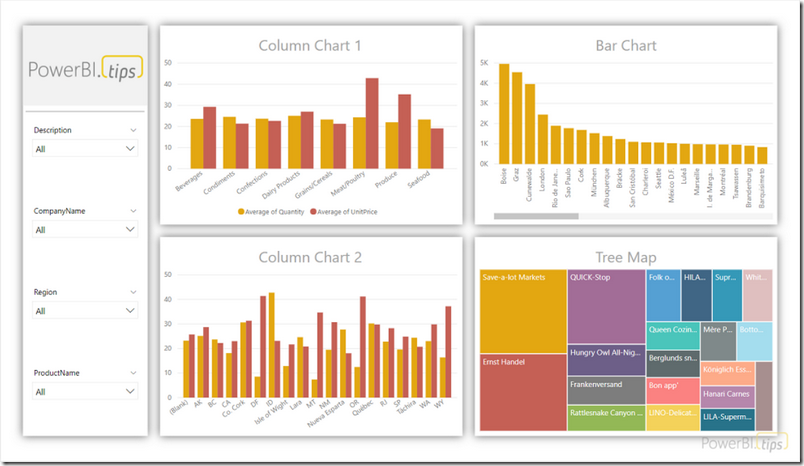 PowerBI.tips
Description
All
CompanyName
All
Region
All
ProductName
All
Column Chart 1
50
40
30
20
10
0
Beverages
Condiments
Confections
Dairy Products
Grains/Cereals
Meat/Poultry
Produce
Seafood
Average of Quantity Average of UnitPrice
Bar Chart
5K
4K
3K
2K
1K
0K
Boise
Graz
Cunewalde
London
Rio de Jane...
Sao Paulo
Cork
München
Albuquerque
Bräcke
San Cristóbal
Charleroi
Seattle
México D.F.
Luleå
Marseille
I. de Marga...
Montréal
Tsawassen
Brandenburg
Barquisimeto
Column Chart 2
50
40
30
20
10
0
(Blank)
AK
BC
CA
Co. Cork
DF
ID
Isle of Wight
Lara
MT
NM
Nueva Esparta
OR
Québec
RJ
SP
Táchira
WA
WY
Tree Map
Save-a-lot Markets
Ernst Handel
QUICK-Stop
Hungry Owl All-Nig...
Frankenversand
Rattlesnake Canyon ...
Folk o...
HILA...
Supr...
Whit...
Queen Cozin...
Mère P...
Botto...
Berglunds sn...
Königlich Ess...
Bon app'
Hanari Carnes
LINO-Delicat...
LILA-Superm...
PowerBI.tips